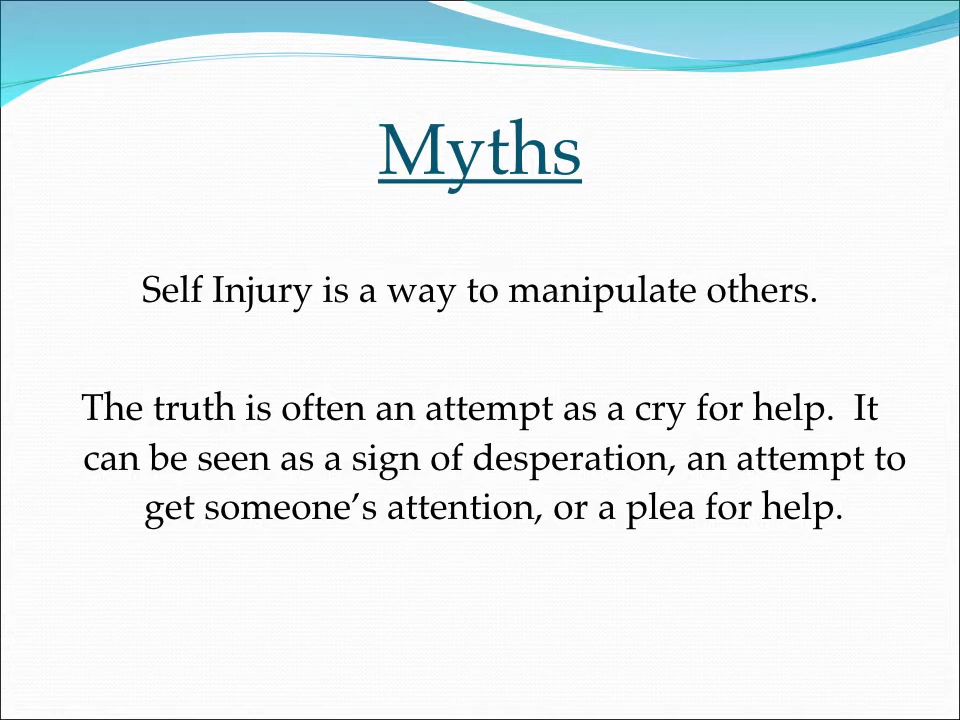 Myths
Self Injury is a way to manipulate others.
The truth is often an attempt as a cry for help.  It
can be seen as a sign of desperation, an attempt to
get someone’s attention, or a plea for help.